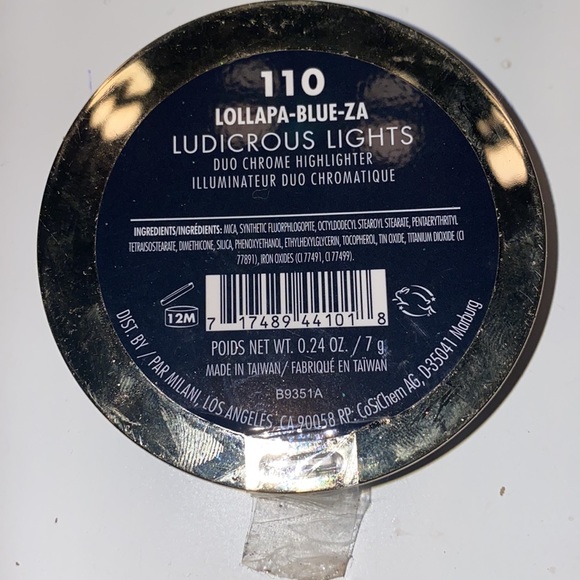 110
LOLLAPA-BLUE-ZA
LUDICROUS LIGHTS
DUO CHROME HIGHLIGHTER
ILLUMINATEUR DUO CHROMATIQUE
INGREDIENTS/INGRÉDIENTS: MICA, SYNTHETIC FLUORPHLOGOPITE, OCTYLDODECYL STEAROYL STEARATE, PENTAERYTHRITYL
TETRAISOSTEARATE, DIMETHICONE, SILICA, PHENOXYETHANOL, ETHYLHEXYLGLYCERIN, TOCOPHEROL, TIN OXIDE, TITANIUM DIOXIDE (CI
77891), IRON OXIDES (CI 77491, CI 77499).
12M
7 17489 44101 8
POIDS NET WT. 0.24 OZ. / 7 g
MADE IN TAIWAN / FABRIQUÉ EN TAÏWAN
B9351A
DIST. BY / PAR MILANI, LOS ANGELES, CA 90058 RP: CoSiChem AG, D-35041 Marburg